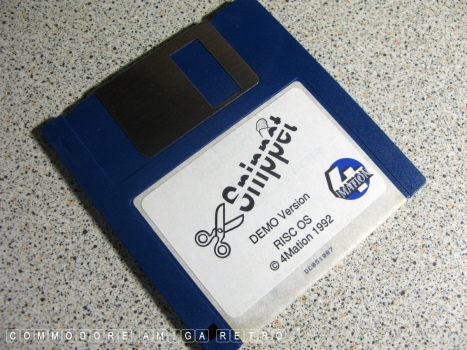 Snippet
DEMO Version
RISC OS
© 4Mation 1992
4MATION
COMMODORE AMIGA RETRO